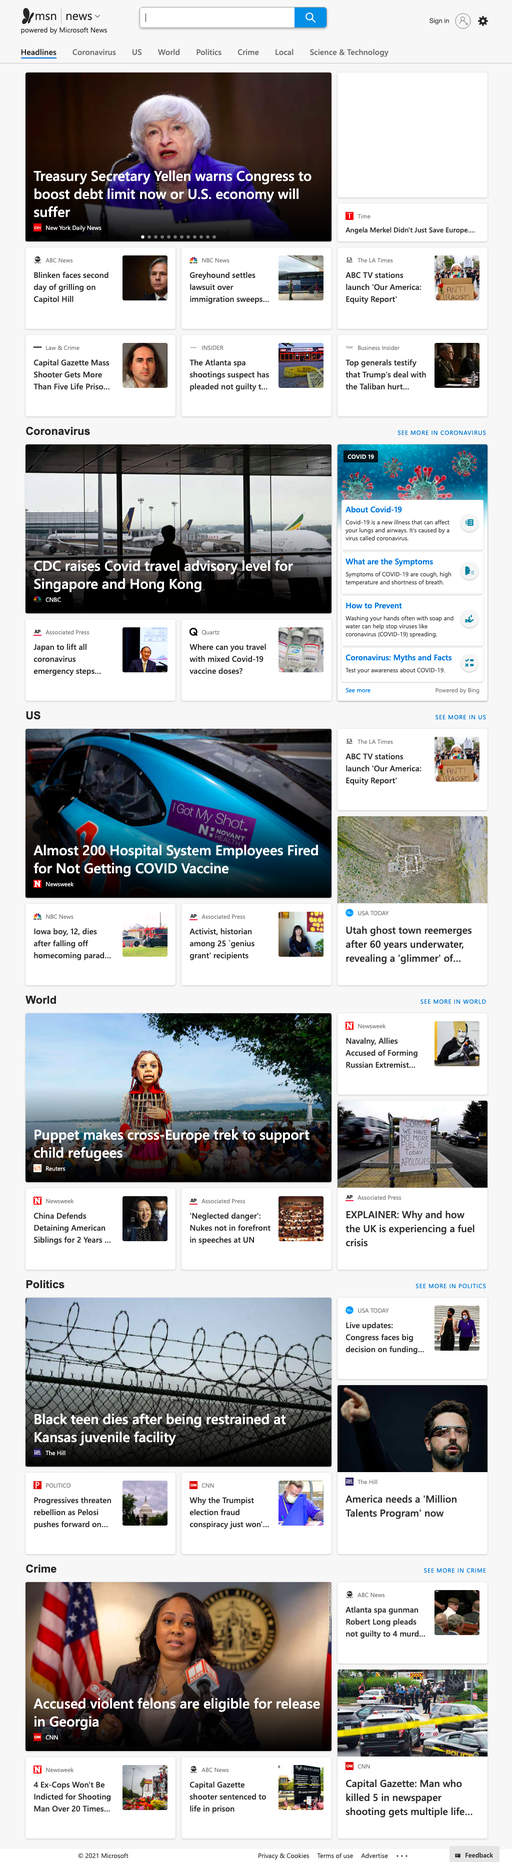 msn | news
powered by Microsoft News
Sign in
Headlines Coronavirus US World Politics Crime Local Science & Technology
Treasury Secretary Yellen warns Congress to
boost debt limit now or U.S. economy will
suffer
New York Daily News
Time
Angela Merkel Didn't Just Save Europe....
ABC News
Blinken faces second
day of grilling on
Capitol Hill
NBC News
Greyhound settles
lawsuit over
immigration sweeps...
The LA Times
ABC TV stations
launch 'Our America:
Equity Report'
Law & Crime
Capital Gazette Mass
Shooter Gets More
Than Five Life Priso...
INSIDER
The Atlanta spa
shootings suspect has
pleaded not guilty t...
Business Insider
Top generals testify
that Trump's deal with
the Taliban hurt...
Coronavirus
SEE MORE IN CORONAVIRUS
CDC raises Covid travel advisory level for
Singapore and Hong Kong
CNBC
COVID 19
About Covid-19
Covid-19 is a new illness that can affect
your lungs and airways. It's caused by a
virus called coronavirus.
What are the Symptoms
Symptoms of COVID-19 are cough, high
temperature and shortness of breath.
How to Prevent
Washing your hands often with soap and
water can help stop viruses like
coronavirus (COVID-19) spreading.
Coronavirus: Myths and Facts
Test your awareness about COVID-19.
See more
Powered by Bing
Associated Press
Japan to lift all
coronavirus
emergency steps...
Quartz
Where can you travel
with mixed Covid-19
vaccine doses?
US
SEE MORE IN US
I Got My Shot.
NOVANT
HEALTH
Almost 200 Hospital System Employees Fired
for Not Getting COVID Vaccine
Newsweek
The LA Times
ABC TV stations
launch 'Our America:
Equity Report'
USA TODAY
Utah ghost town reemerges
after 60 years underwater,
revealing a 'glimmer' of...
NBC News
Iowa boy, 12, dies
after falling off
homecoming parad...
Associated Press
Activist, historian
among 25 'genius
grant' recipients
World
SEE MORE IN WORLD
Puppet makes cross-Europe trek to support
child refugees
Reuters
Newsweek
Navalny, Allies
Accused of Forming
Russian Extremist...
SORRY
WE HAVE
NO MORE
FUEL FOR
TODAY
APOLOGIES
Associated Press
EXPLAINER: Why and how
the UK is experiencing a fuel
crisis
Newsweek
China Defends
Detaining American
Siblings for 2 Years ...
Associated Press
'Neglected danger':
Nukes not in forefront
in speeches at UN
Politics
SEE MORE IN POLITICS
Black teen dies after being restrained at
Kansas juvenile facility
The Hill
USA TODAY
Live updates:
Congress faces big
decision on funding...
The Hill
America needs a 'Million
Talents Program' now
POLITICO
Progressives threaten
rebellion as Pelosi
pushes forward on...
CNN
Why the Trumpist
election fraud
conspiracy just won'...
Crime
SEE MORE IN CRIME
Accused violent felons are eligible for release
in Georgia
CNN
ABC News
Atlanta spa gunman
Robert Long pleads
not guilty to 4 murd...
CNN
Capital Gazette: Man who
killed 5 in newspaper
shooting gets multiple life...
Newsweek
4 Ex-Cops Won't Be
Indicted for Shooting
Man Over 20 Times...
ABC News
Capital Gazette
shooter sentenced to
life in prison
© 2021 Microsoft
Privacy & Cookies Terms of use Advertise ...
Feedback